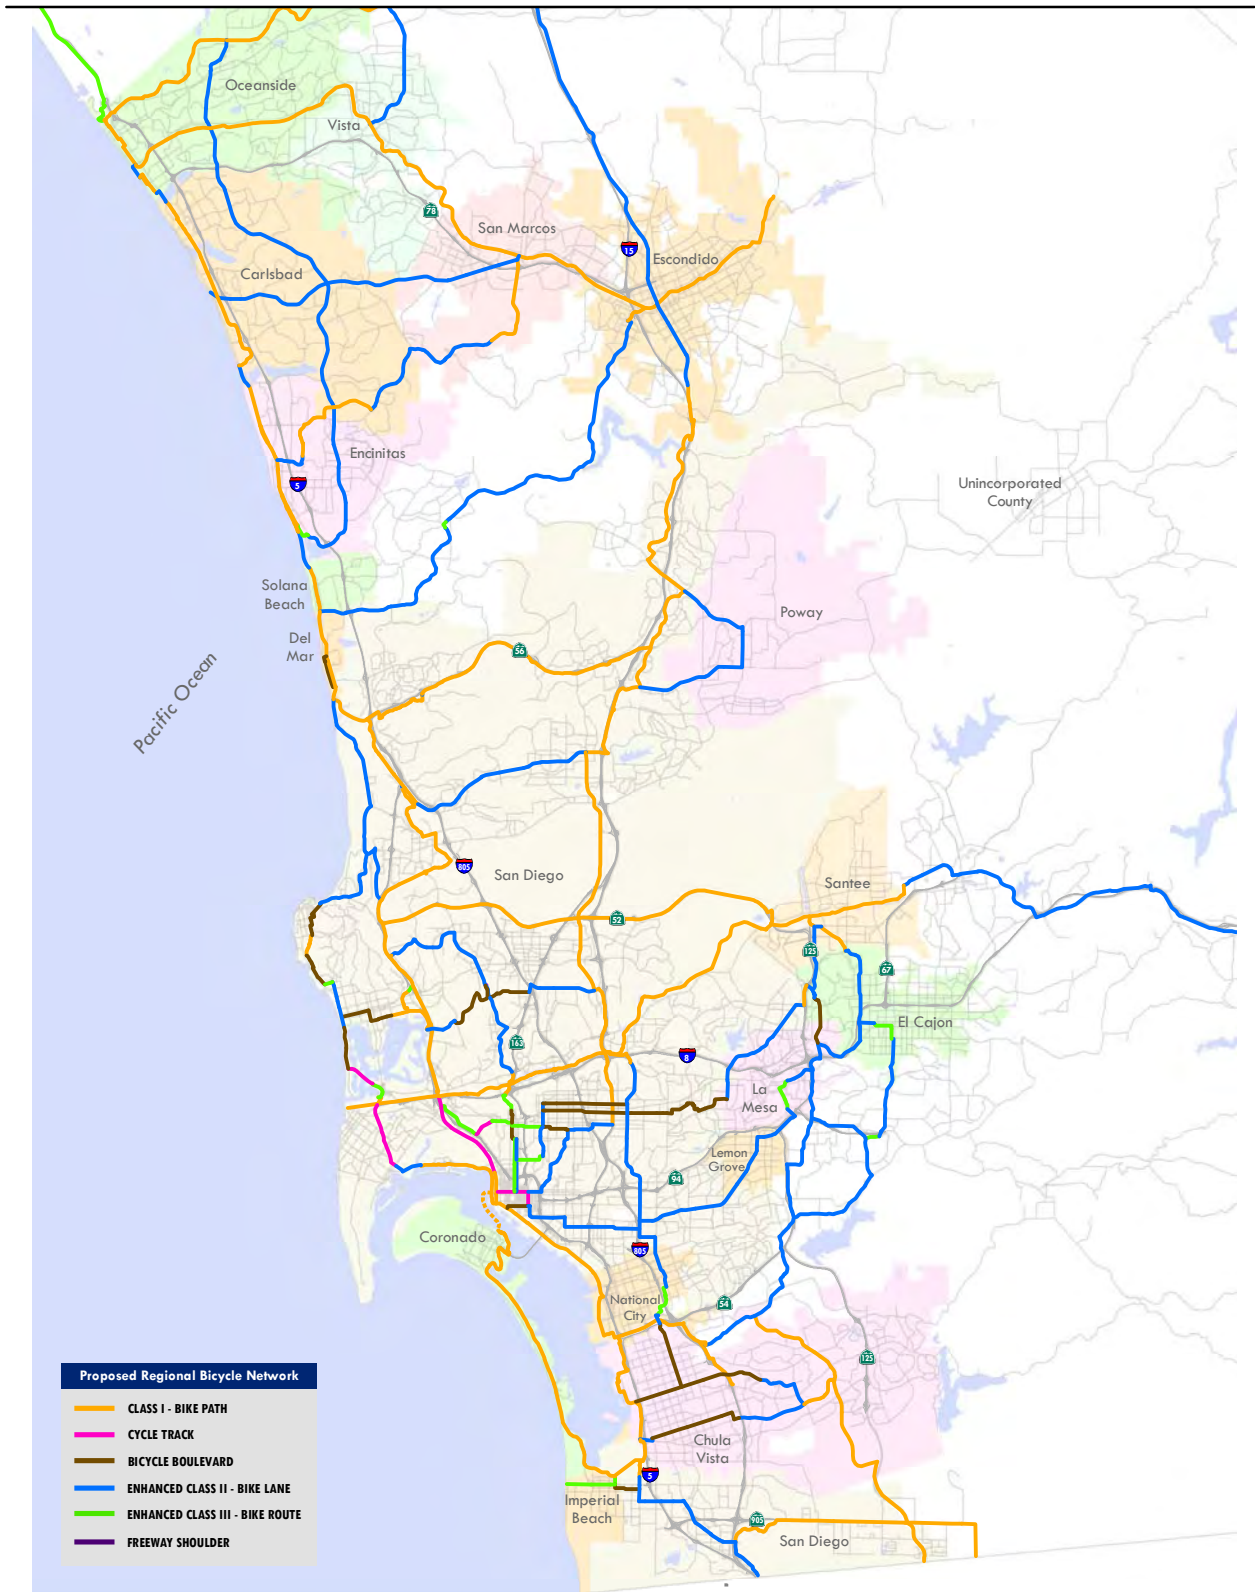 Oceanside
Vista
78
San Marcos
15
Escondido
Carlsbad
Encinitas
5
Unincorporated
County
Solana
Beach
Poway
Del
Mar
56
Pacific Ocean
805
San Diego
Santee
52
125
67
El Cajon
163
8
La
Mesa
Lemon
Grove
94
Coronado
805
National
City
54
125
Proposed Regional Bicycle Network
CLASS I - BIKE PATH
CYCLE TRACK
BICYCLE BOULEVARD
ENHANCED CLASS II - BIKE LANE
ENHANCED CLASS III - BIKE ROUTE
FREEWAY SHOULDER
Chula
Vista
5
Imperial
Beach
905
San Diego